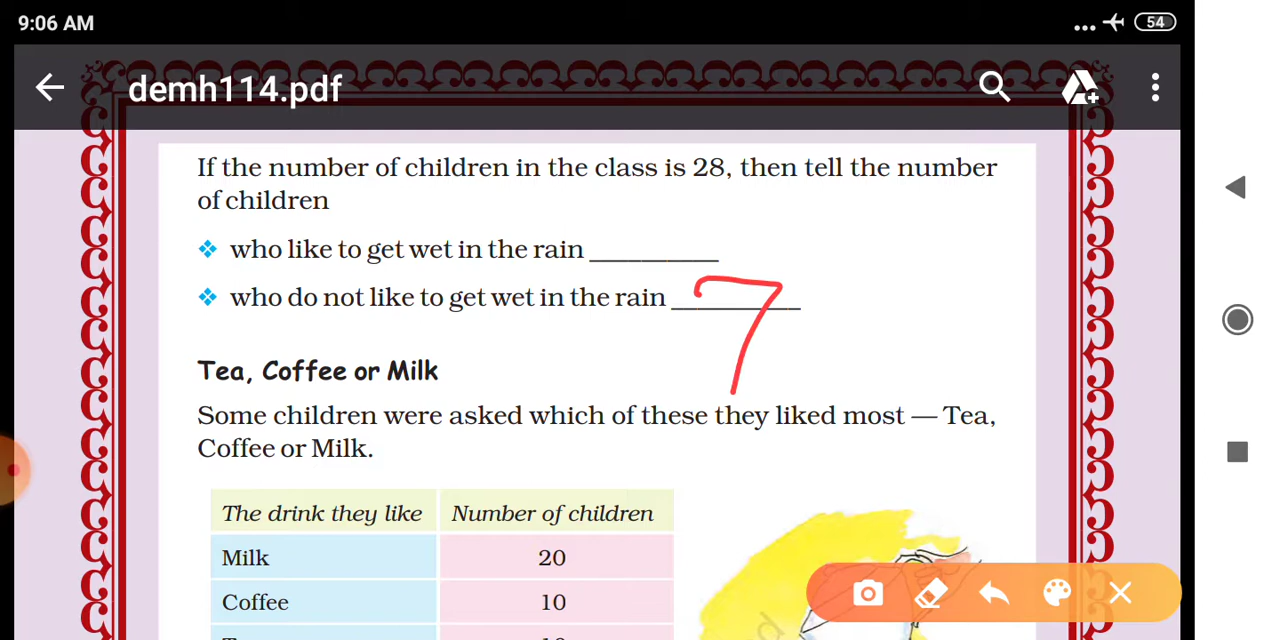 9:06 AM
54
demh114.pdf
If the number of children in the class is 28, then tell the number
of children
❖ who like to get wet in the rain __________
❖ who do not like to get wet in the rain __________
7
Tea, Coffee or Milk
Some children were asked which of these they liked most — Tea,
Coffee or Milk.
The drink they like Number of children
Milk 20
Coffee 10